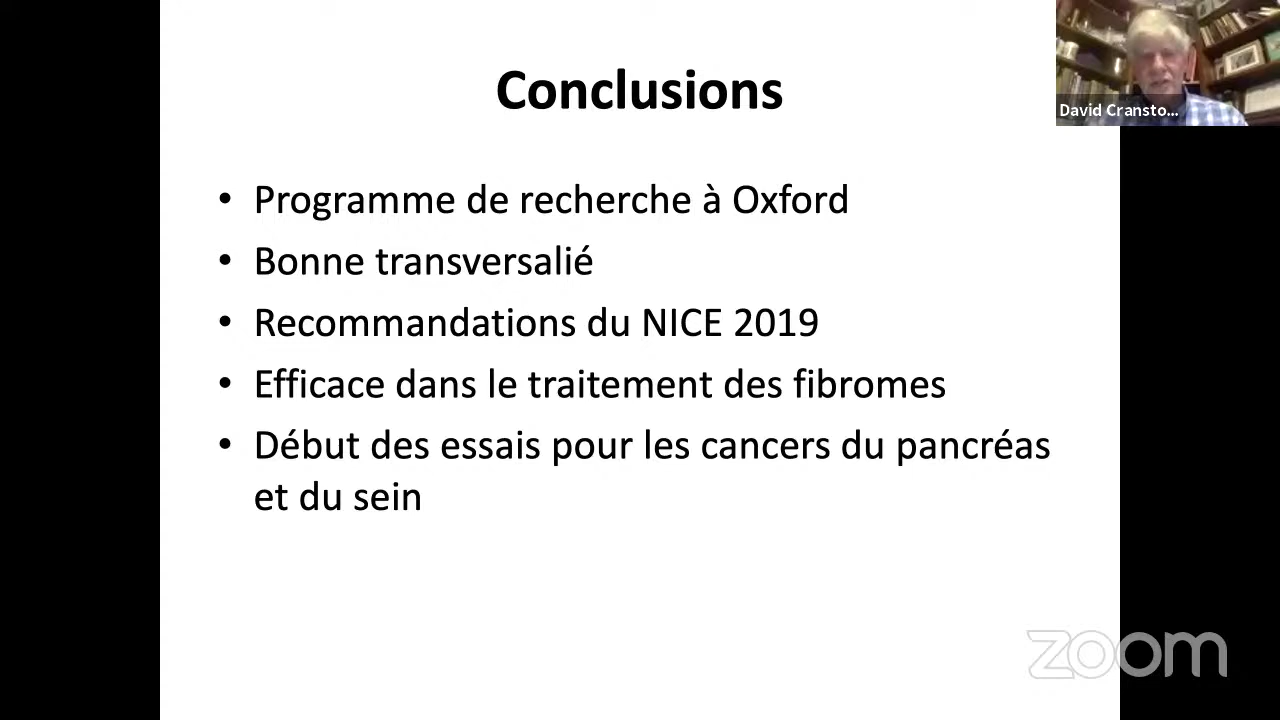 Conclusions
David Cransto...
• Programme de recherche à Oxford
• Bonne transversalié
• Recommandations du NICE 2019
• Efficace dans le traitement des fibromes
• Début des essais pour les cancers du pancréas
et du sein
zoom